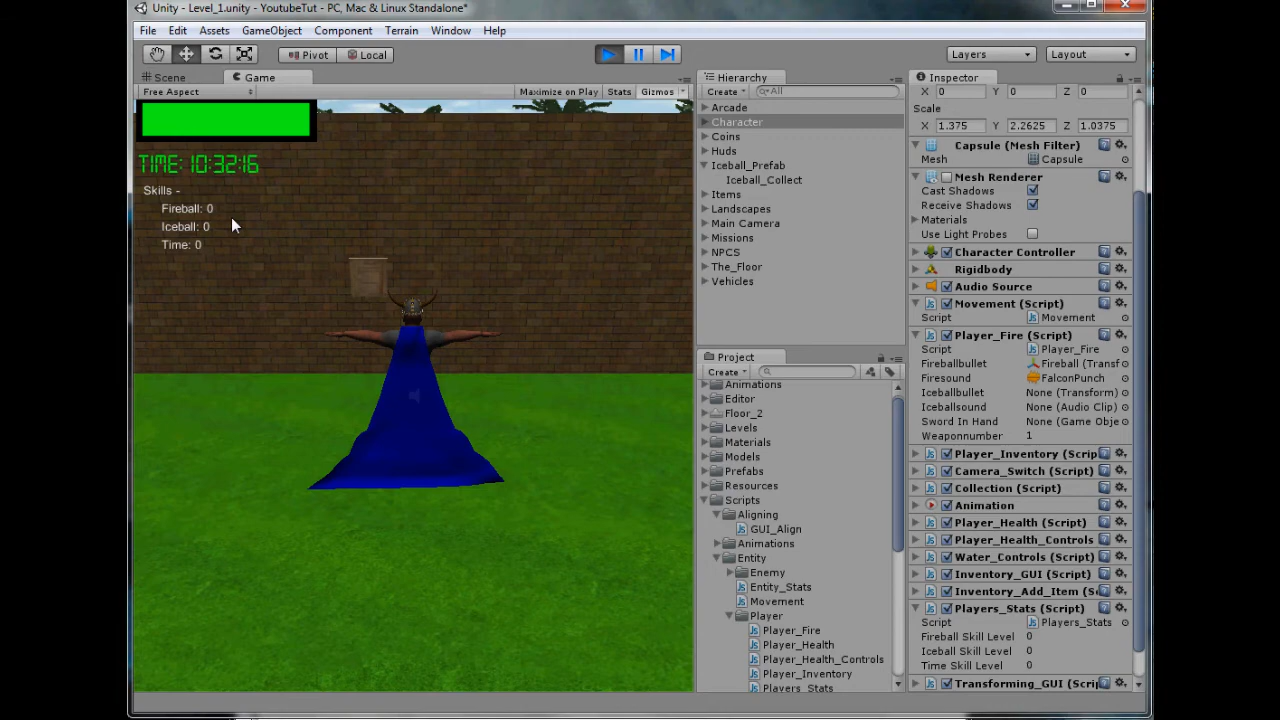 Unity - Level_1.unity - YoutubeTut - PC, Mac & Linux Standalone*
File Edit Assets GameObject Component Terrain Window Help
Pivot Local Layers Layout
Scene Game
Free Aspect Maximize on Play Stats Gizmos
TIME: 10:32:16
Skills -
Fireball: 0
Iceball: 0
Time: 0
Hierarchy
Create All
Arcade
Character
Coins
Huds
Iceball_Prefab
Iceball_Collect
Items
Landscapes
Main Camera
Missions
NPCS
The_Floor
Vehicles
Project
Create
Animations
Editor
Floor_2
Levels
Materials
Models
Prefabs
Resources
Scripts
Aligning
GUI_Align
Animations
Entity
Enemy
Entity_Stats
Movement
Player
Player_Fire
Player_Health
Player_Health_Controls
Player_Inventory
Players_Stats
Inspector
X 0 Y 0 Z 0
Scale
X 1.375 Y 2.2625 Z 1.0375
Capsule (Mesh Filter)
Mesh Capsule
Mesh Renderer
Cast Shadows
Receive Shadows
Materials
Use Light Probes
Character Controller
Rigidbody
Audio Source
Movement (Script)
Script Movement
Player_Fire (Script)
Script Player_Fire
Fireballbullet Fireball (Transf
Firesound FalconPunch
Iceballbullet None (Transform)
Iceballsound None (Audio Clip)
Sword In Hand None (Game Obje
Weaponnumber 1
Player_Inventory (Scrip
Camera_Switch (Script)
Collection (Script)
Animation
Player_Health (Script)
Player_Health_Controls
Water_Controls (Script)
Inventory_GUI (Script)
Inventory_Add_Item (Sc
Players_Stats (Script)
Script Players_Stats
Fireball Skill Level 0
Iceball Skill Level 0
Time Skill Level 0
Transforming_GUI (Scrip